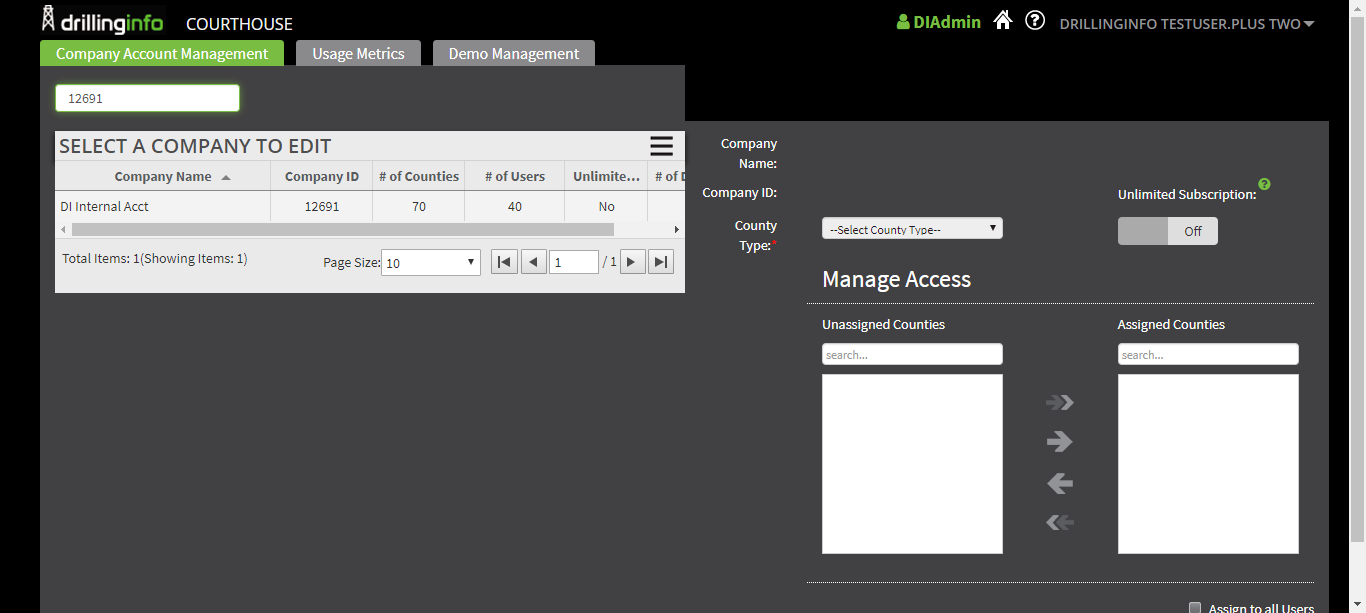 drillinginfo COURTHOUSE
DIAdmin
DRILLINGINFO TESTUSER.PLUS TWO
Company Account Management
Usage Metrics
Demo Management
12691
SELECT A COMPANY TO EDIT
Company Name Company ID # of Counties # of Users Unlimite... # of D
DI Internal Acct 12691 70 40 No
Total Items: 1(Showing Items: 1)
Page Size: 10 1 / 1
Company
Name:
Company ID:
County
Type:*
--Select County Type--
Unlimited Subscription: ?
Off
Manage Access
Unassigned Counties
search...
Assigned Counties
search...
Assign to all Users